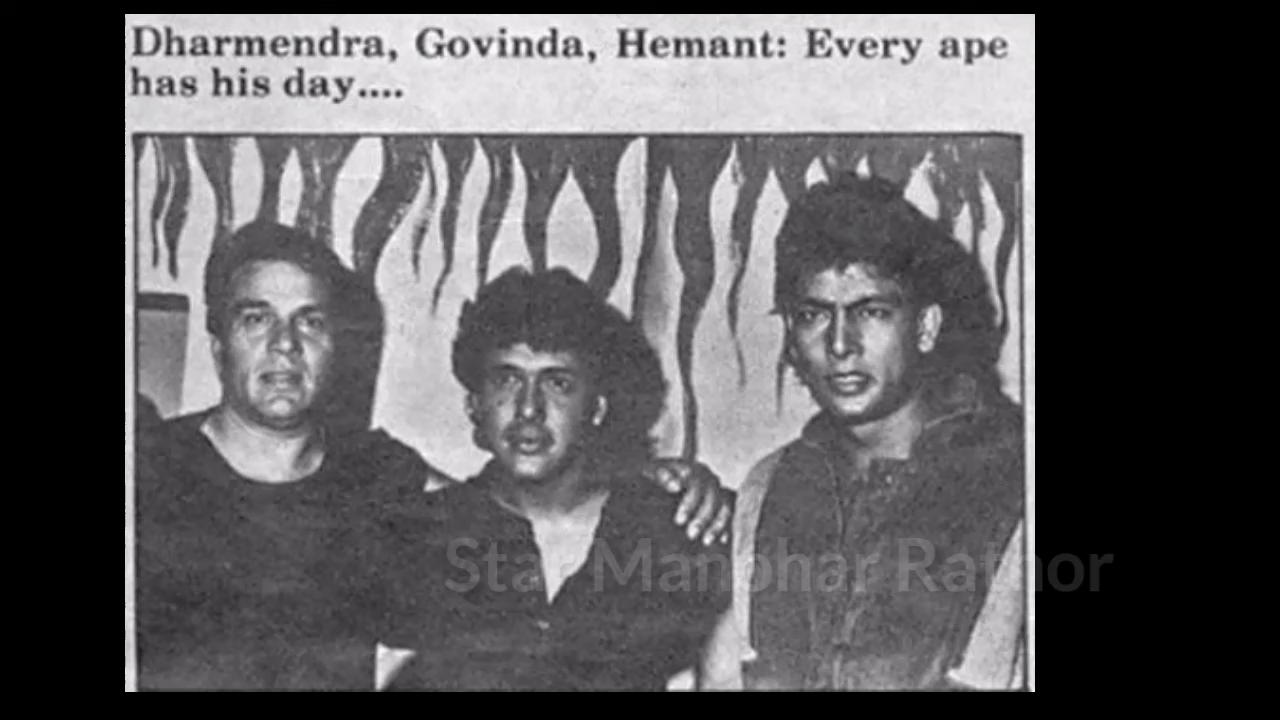 Dharmendra, Govinda, Hemant: Every ape
has his day....
Star Manohar Rathor